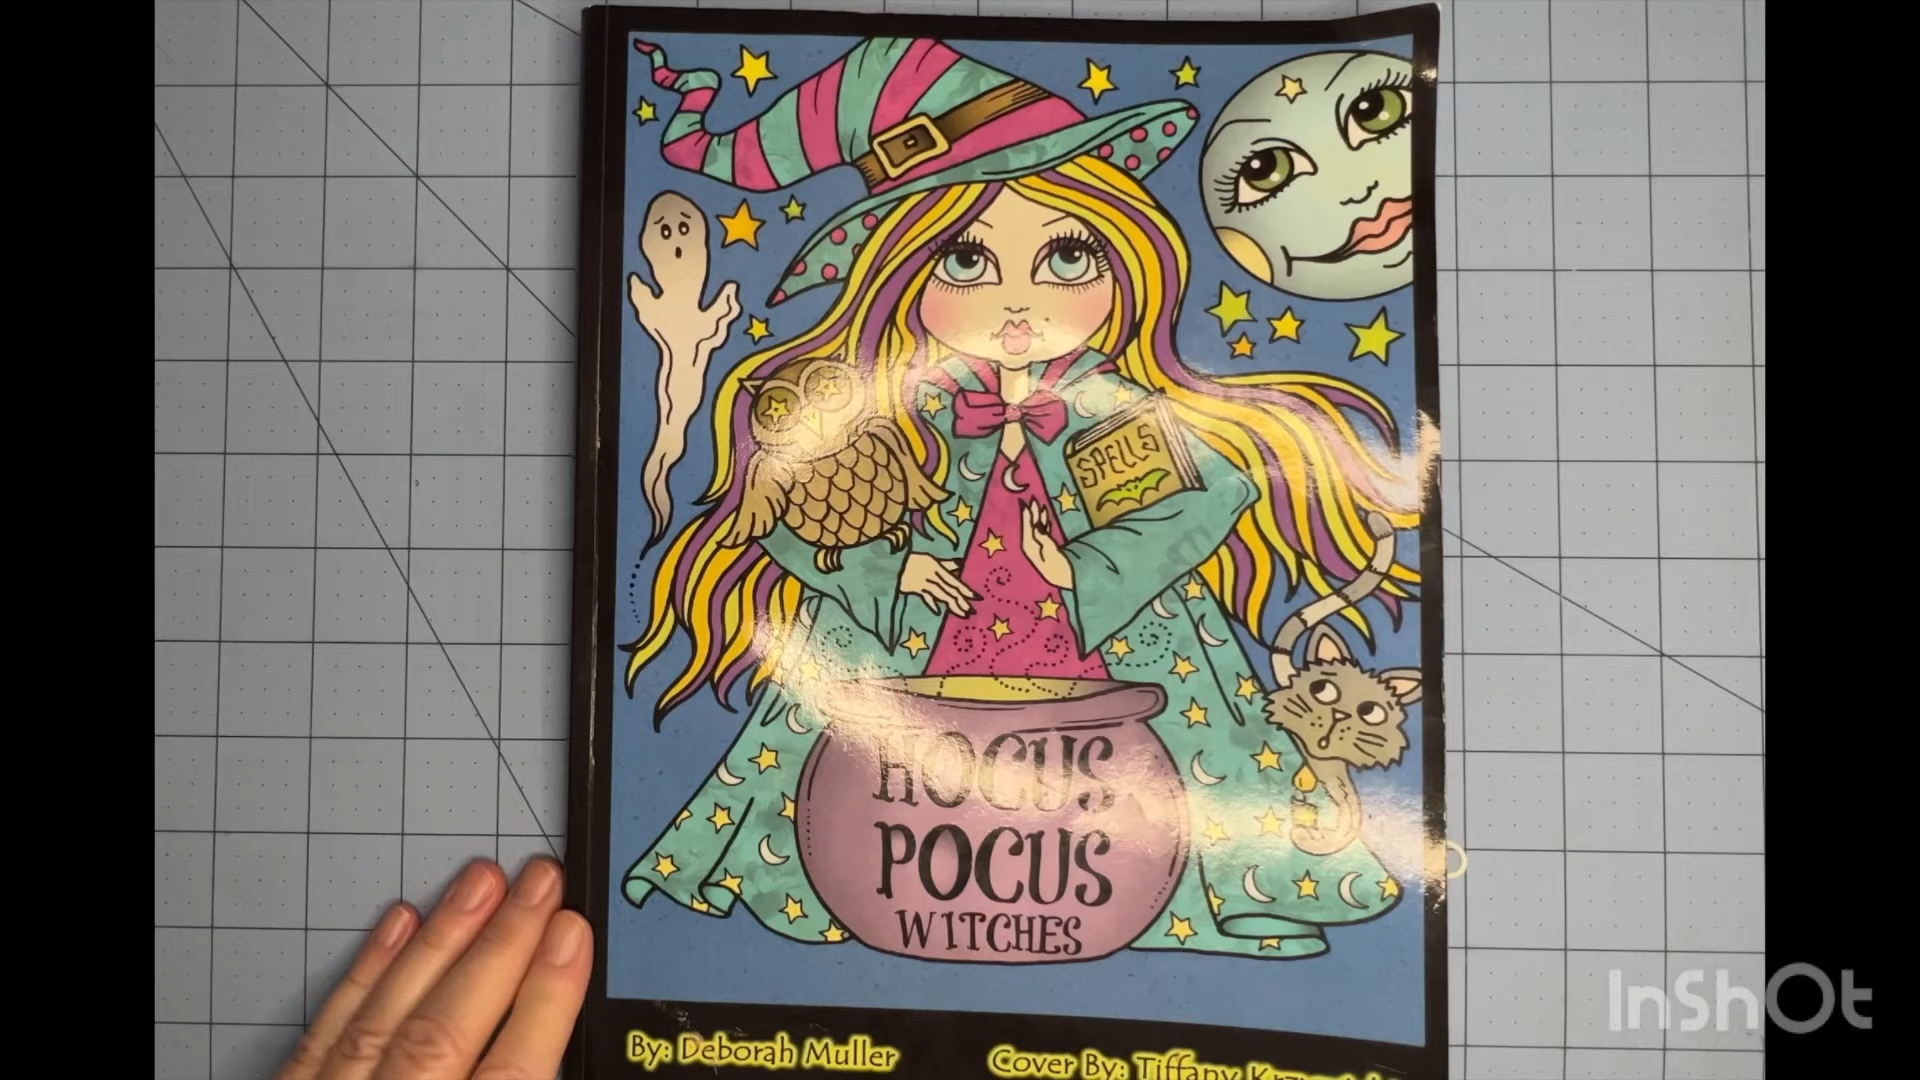 SPELLS
HOCUS
POCUS
WITCHES
By: Deborah Muller
Cover By: Tiffany
InShOt